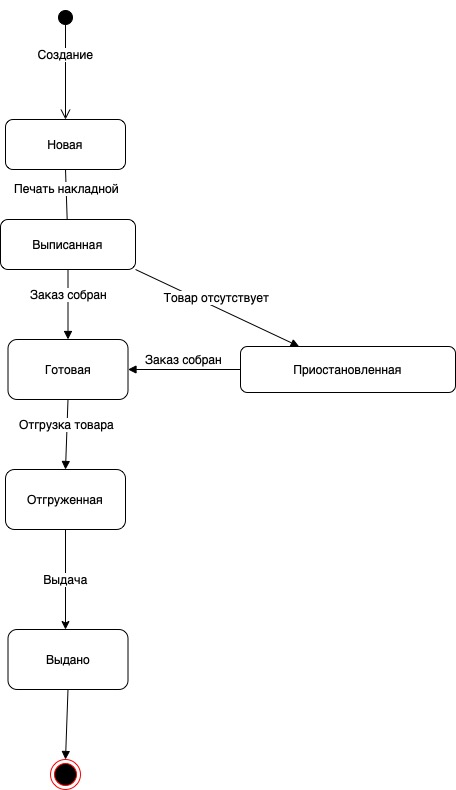 Создание
Новая
Печать накладной
Выписанная
Заказ собран
Товар отсутствует
Готовая
Заказ собран
Приостановленная
Отгрузка товара
Отгруженная
Выдача
Выдано